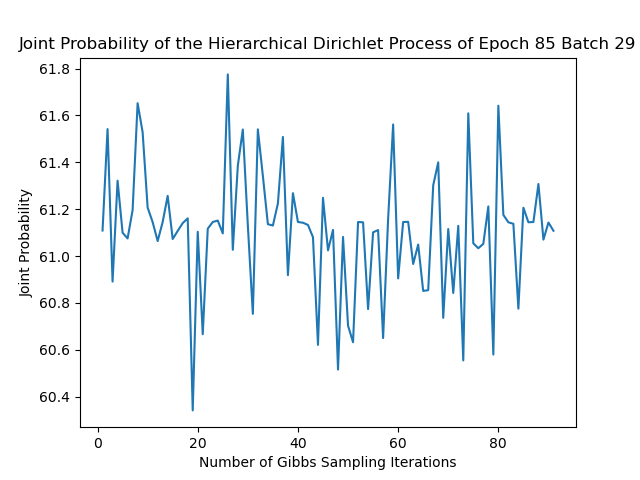 Joint Probability of the Hierarchical Dirichlet Process of Epoch 85 Batch 29
61.8
61.6
61.4
61.2
61.0
60.8
60.6
60.4
Joint Probability
0 20 40 60 80
Number of Gibbs Sampling Iterations